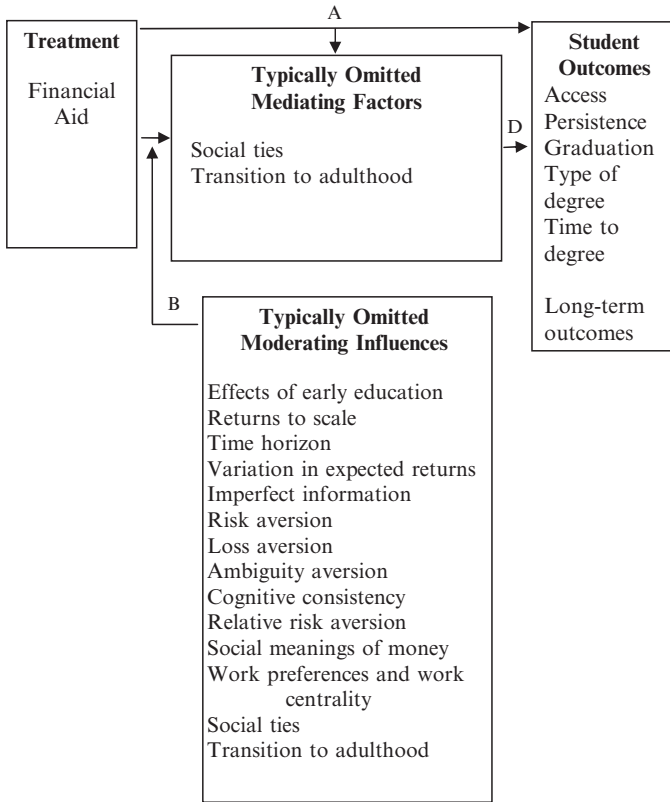 A
Treatment
Financial
Aid
Typically Omitted
Mediating Factors
Social ties
Transition to adulthood
D
Student
Outcomes
Access
Persistence
Graduation
Type of
degree
Time to
degree
Long-term
outcomes
B
Typically Omitted
Moderating Influences
Effects of early education
Returns to scale
Time horizon
Variation in expected returns
Imperfect information
Risk aversion
Loss aversion
Ambiguity aversion
Cognitive consistency
Relative risk aversion
Social meanings of money
Work preferences and work
centrality
Social ties
Transition to adulthood